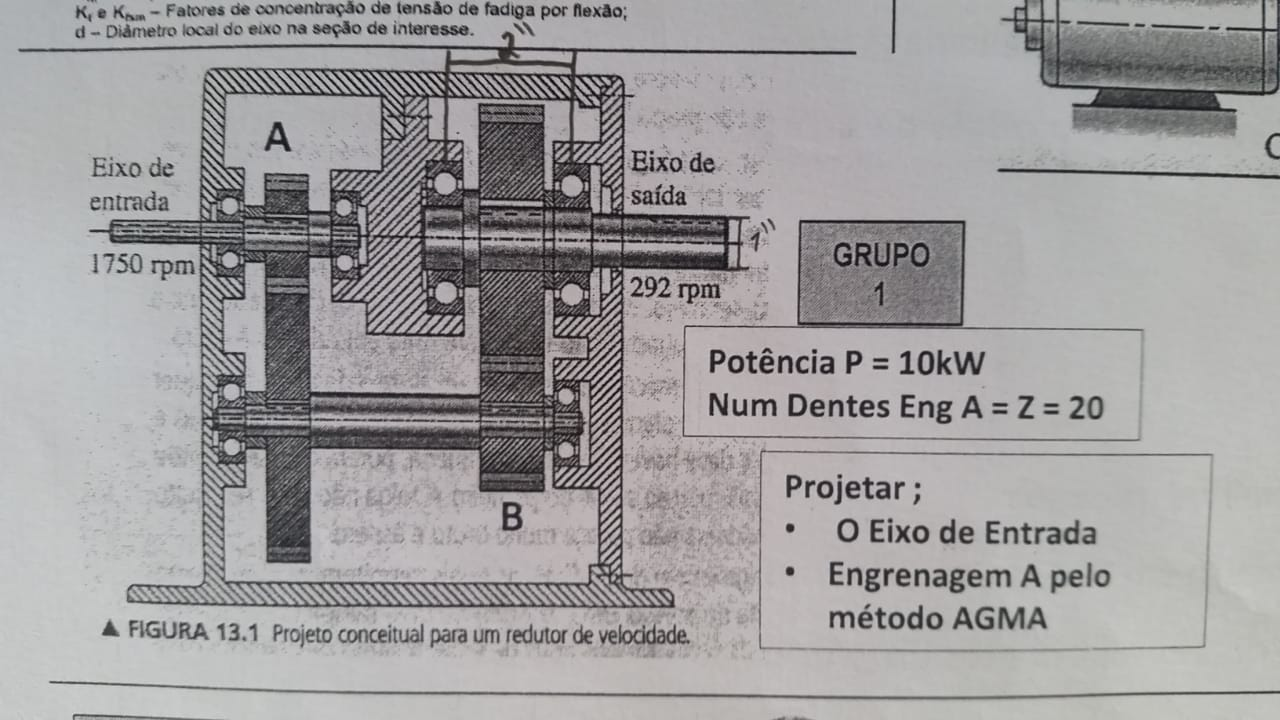 K_f e K_fsm – Fatores de concentração de tensão de fadiga por flexão;
d – Diâmetro local do eixo na seção de interesse.
2"
A
Eixo de
entrada
1750 rpm
Eixo de
saída
1"
292 rpm
GRUPO
1
Potência P = 10kW
Num Dentes Eng A = Z = 20
Projetar ;
• O Eixo de Entrada
• Engrenagem A pelo
método AGMA
B
▲ FIGURA 13.1 Projeto conceitual para um redutor de velocidade.